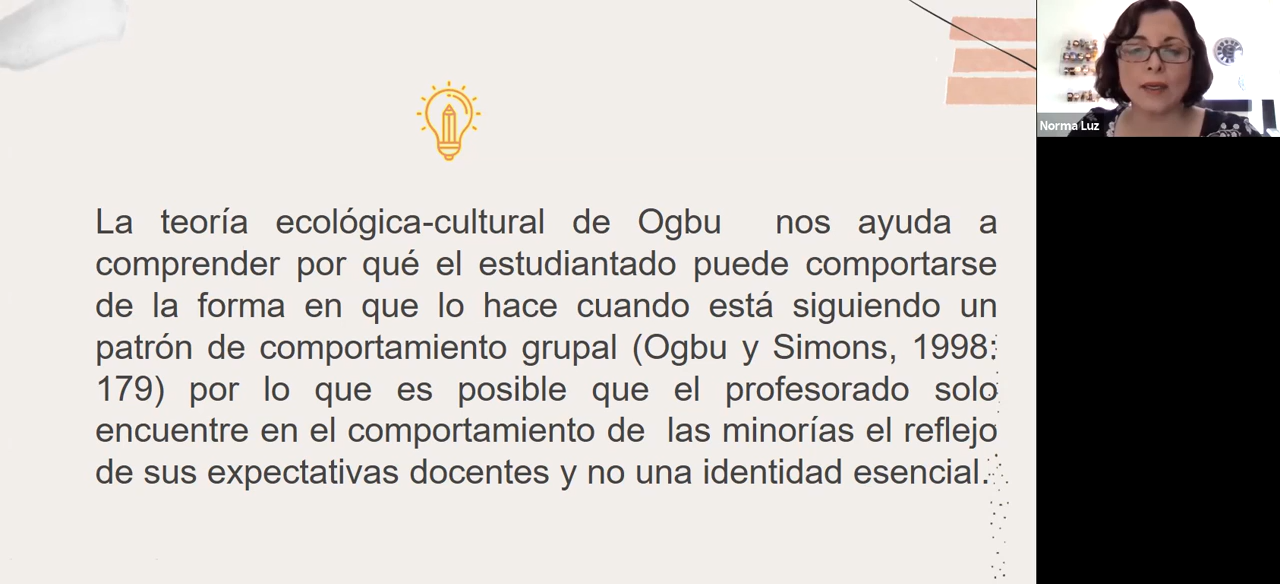 La teoría ecológica-cultural de Ogbu nos ayuda a
comprender por qué el estudiantado puede comportarse
de la forma en que lo hace cuando está siguiendo un
patrón de comportamiento grupal (Ogbu y Simons, 1998:
179) por lo que es posible que el profesorado solo
encuentre en el comportamiento de las minorías el reflejo
de sus expectativas docentes y no una identidad esencial.
Norma Luz